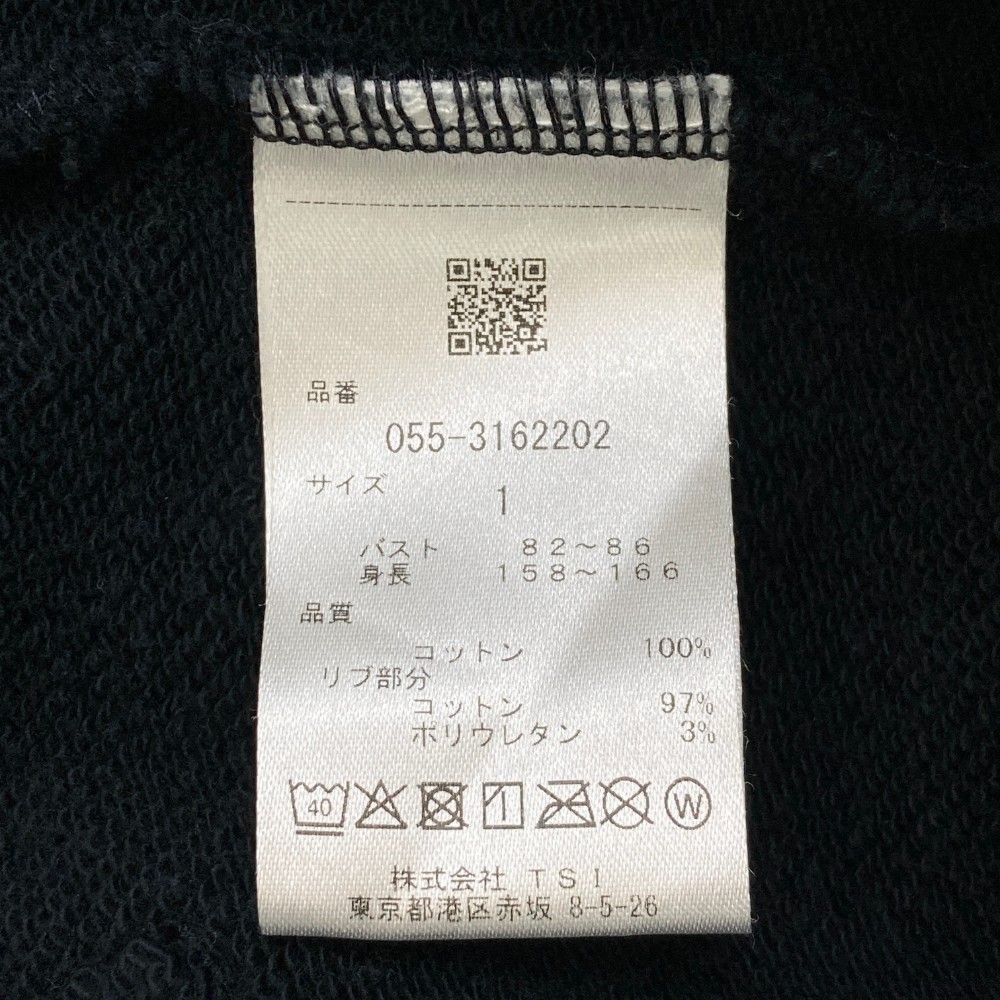 品番
055-3162202
サイズ 1
バスト 82～86
身長 158～166
品質
コットン 100%
リブ部分
コットン 97%
ポリウレタン 3%
40 W
株式会社 TSI
東京都港区赤坂 8-5-26